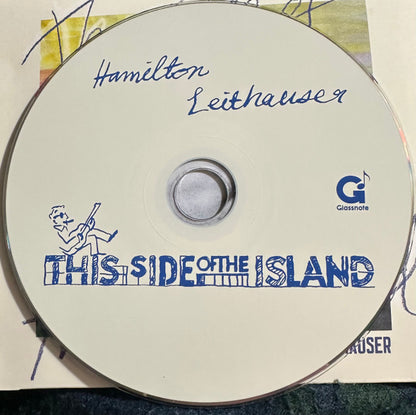 Hamilton
Leithauser
Glassnote
THIS SIDE OF THE ISLAND
AUSER